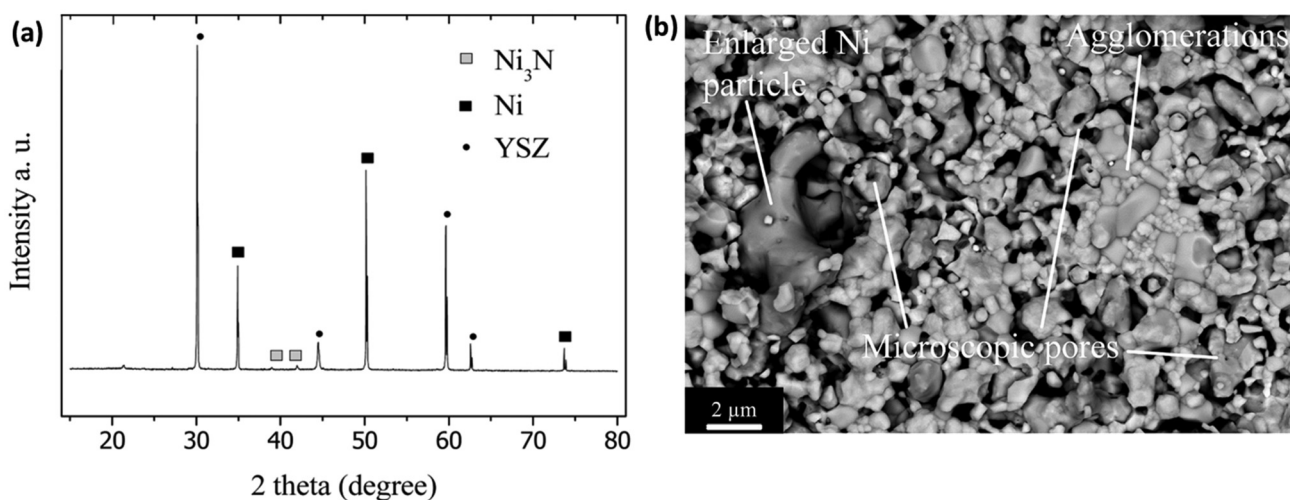 (a)
Intensity a. u.
Ni3N
Ni
YSZ
20 30 40 50 60 70 80
2 theta (degree)
(b)
Enlarged Ni
particle
Agglomerations
Microscopic pores
2 µm